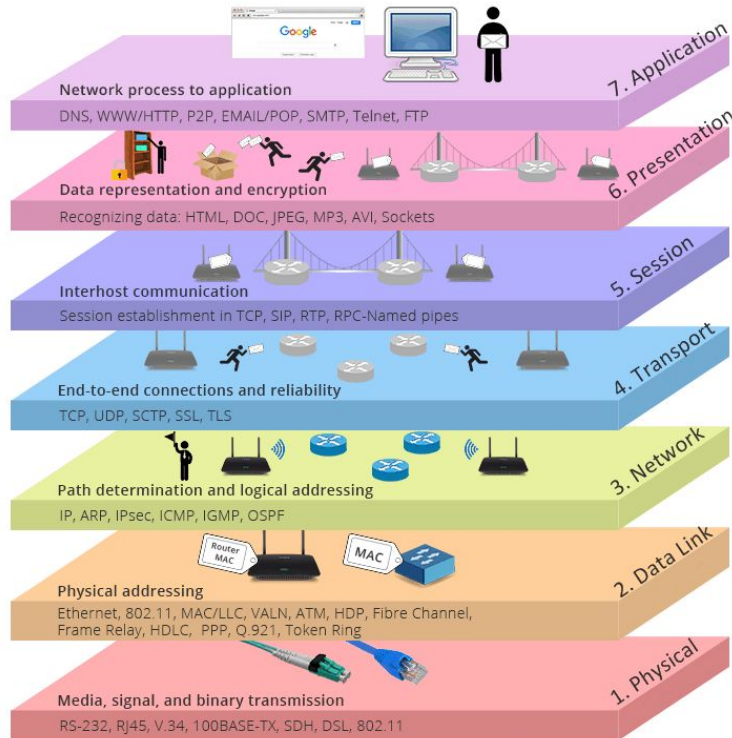 Google
7. Application
Network process to application
DNS, WWW/HTTP, P2P, EMAIL/POP, SMTP, Telnet, FTP
6. Presentation
Data representation and encryption
Recognizing data: HTML, DOC, JPEG, MP3, AVI, Sockets
5. Session
Interhost communication
Session establishment in TCP, SIP, RTP, RPC-Named pipes
4. Transport
End-to-end connections and reliability
TCP, UDP, SCTP, SSL, TLS
3. Network
Path determination and logical addressing
IP, ARP, IPsec, ICMP, IGMP, OSPF
Router
MAC
MAC
2. Data Link
Physical addressing
Ethernet, 802.11, MAC/LLC, VALN, ATM, HDP, Fibre Channel,
Frame Relay, HDLC, PPP, Q.921, Token Ring
1. Physical
Media, signal, and binary transmission
RS-232, RJ45, V.34, 100BASE-TX, SDH, DSL, 802.11